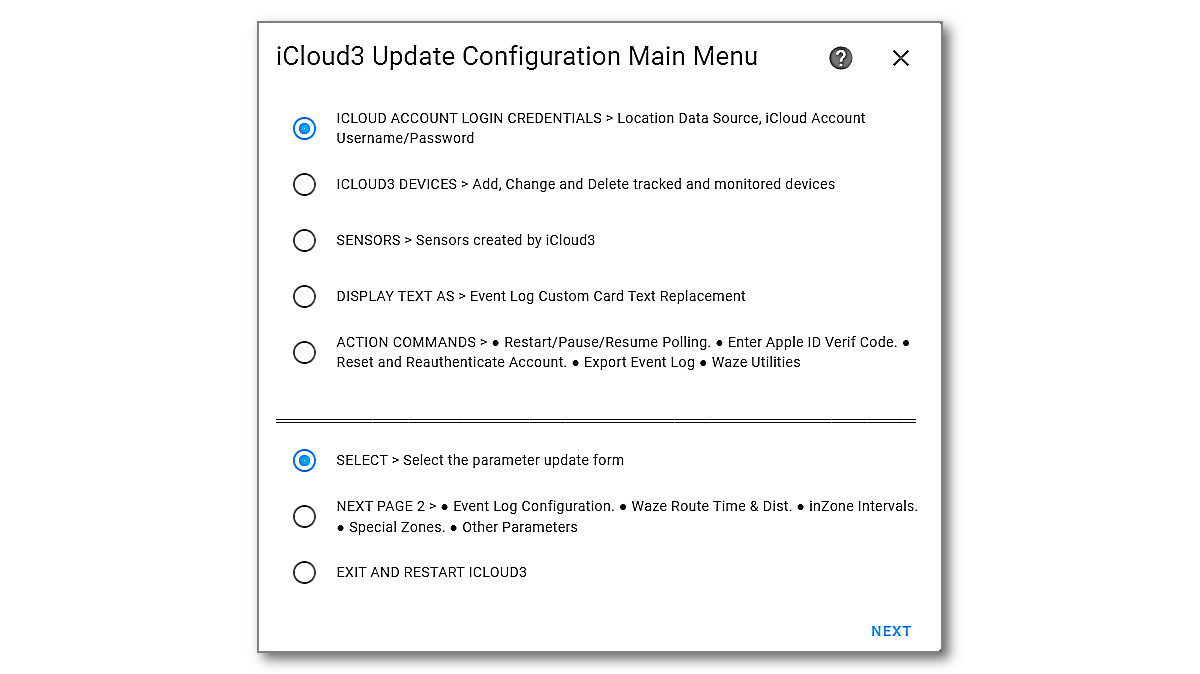 iCloud3 Update Configuration Main Menu
ICLOUD ACCOUNT LOGIN CREDENTIALS > Location Data Source, iCloud Account
Username/Password
ICLOUD3 DEVICES > Add, Change and Delete tracked and monitored devices
SENSORS > Sensors created by iCloud3
DISPLAY TEXT AS > Event Log Custom Card Text Replacement
ACTION COMMANDS > ● Restart/Pause/Resume Polling. ● Enter Apple ID Verif Code. ●
Reset and Reauthenticate Account. ● Export Event Log ● Waze Utilities
SELECT > Select the parameter update form
NEXT PAGE 2 > ● Event Log Configuration. ● Waze Route Time & Dist. ● inZone Intervals.
● Special Zones. ● Other Parameters
EXIT AND RESTART ICLOUD3
NEXT